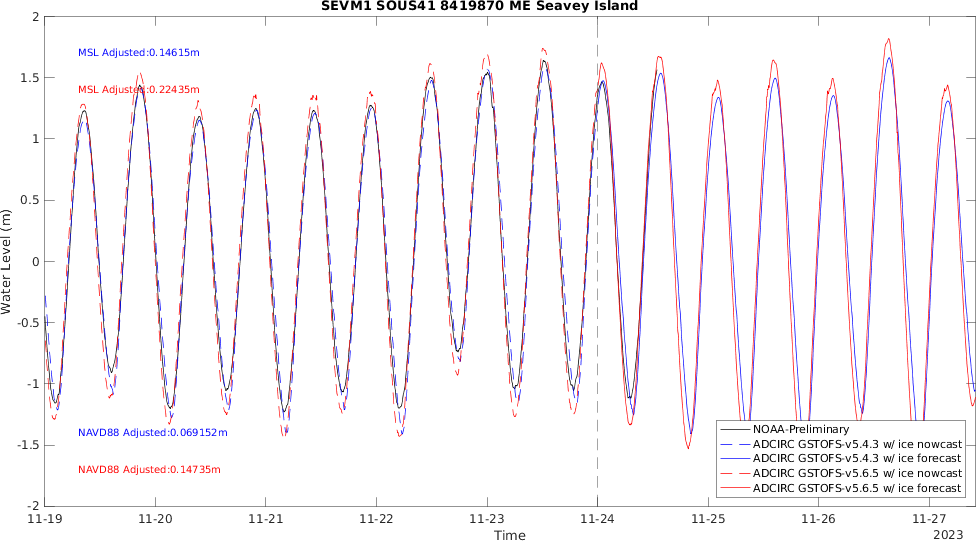 SEVM1 SOUS41 8419870 ME Seavey Island
2
1.5
1
0.5
0
-0.5
-1
-1.5
-2
Water Level (m)
MSL Adjusted:0.14615m
MSL Adjusted:0.22435m
NAVD88 Adjusted:0.069152m
NAVD88 Adjusted:0.14735m
NOAA-Preliminary
ADCIRC GSTOFS-v5.4.3 w/ ice nowcast
ADCIRC GSTOFS-v5.4.3 w/ ice forecast
ADCIRC GSTOFS-v5.6.5 w/ ice nowcast
ADCIRC GSTOFS-v5.6.5 w/ ice forecast
11-19 11-20 11-21 11-22 11-23 11-24 11-25 11-26 11-27
Time
2023